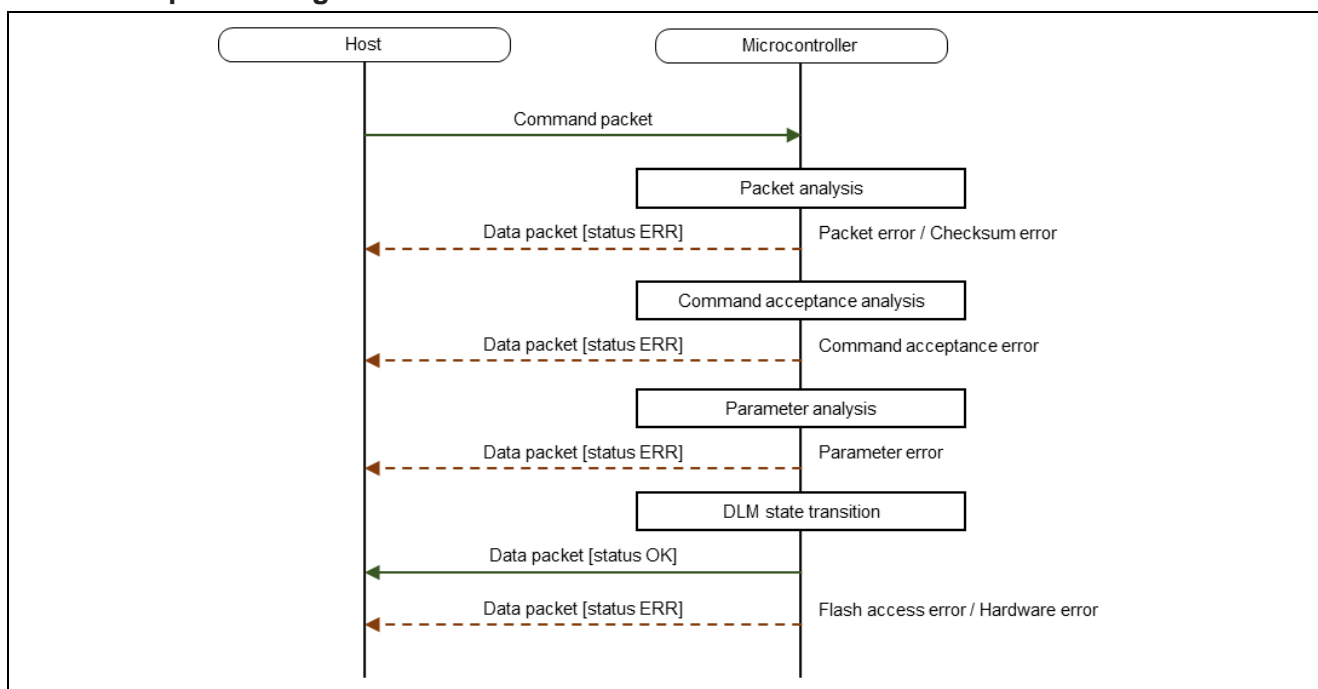 Host
Microcontroller
Command packet
Packet analysis
Data packet [status ERR]
Packet error / Checksum error
Command acceptance analysis
Data packet [status ERR]
Command acceptance error
Parameter analysis
Data packet [status ERR]
Parameter error
DLM state transition
Data packet [status OK]
Data packet [status ERR]
Flash access error / Hardware error